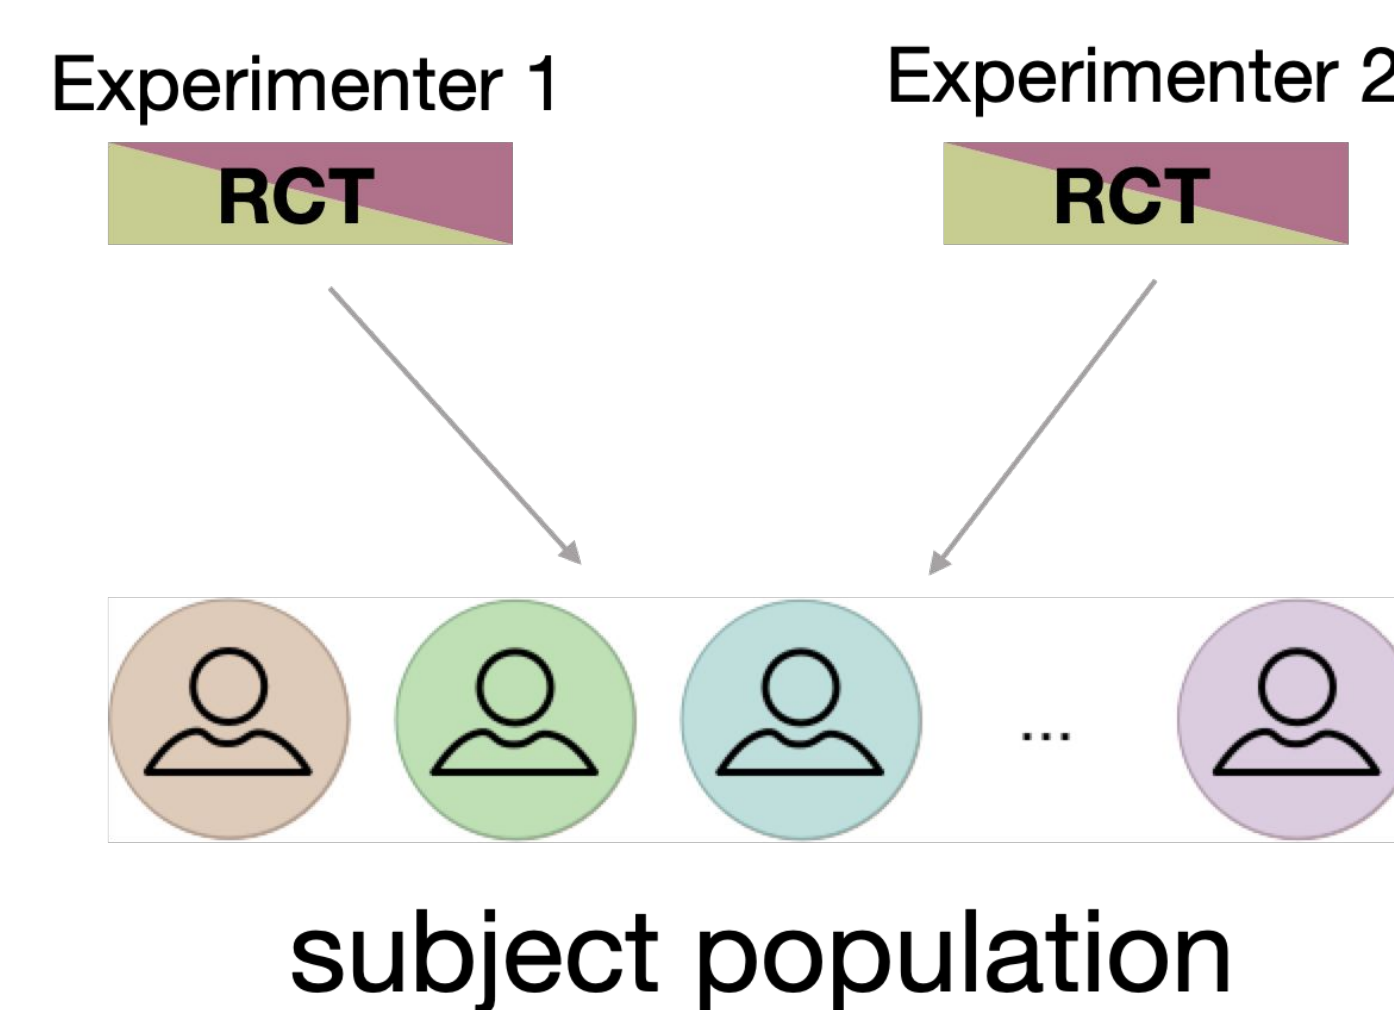 Experimenter 1
Experimenter 2
RCT
RCT
...
subject population